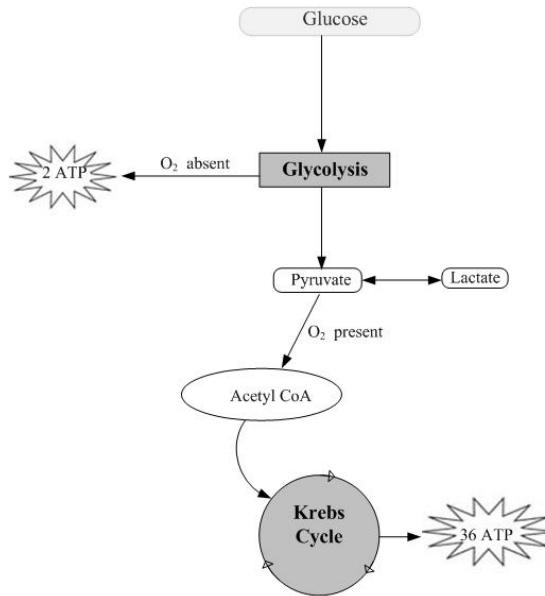 Glucose
O₂ absent
2 ATP
Glycolysis
Pyruvate
Lactate
O₂ present
Acetyl CoA
Krebs
Cycle
36 ATP